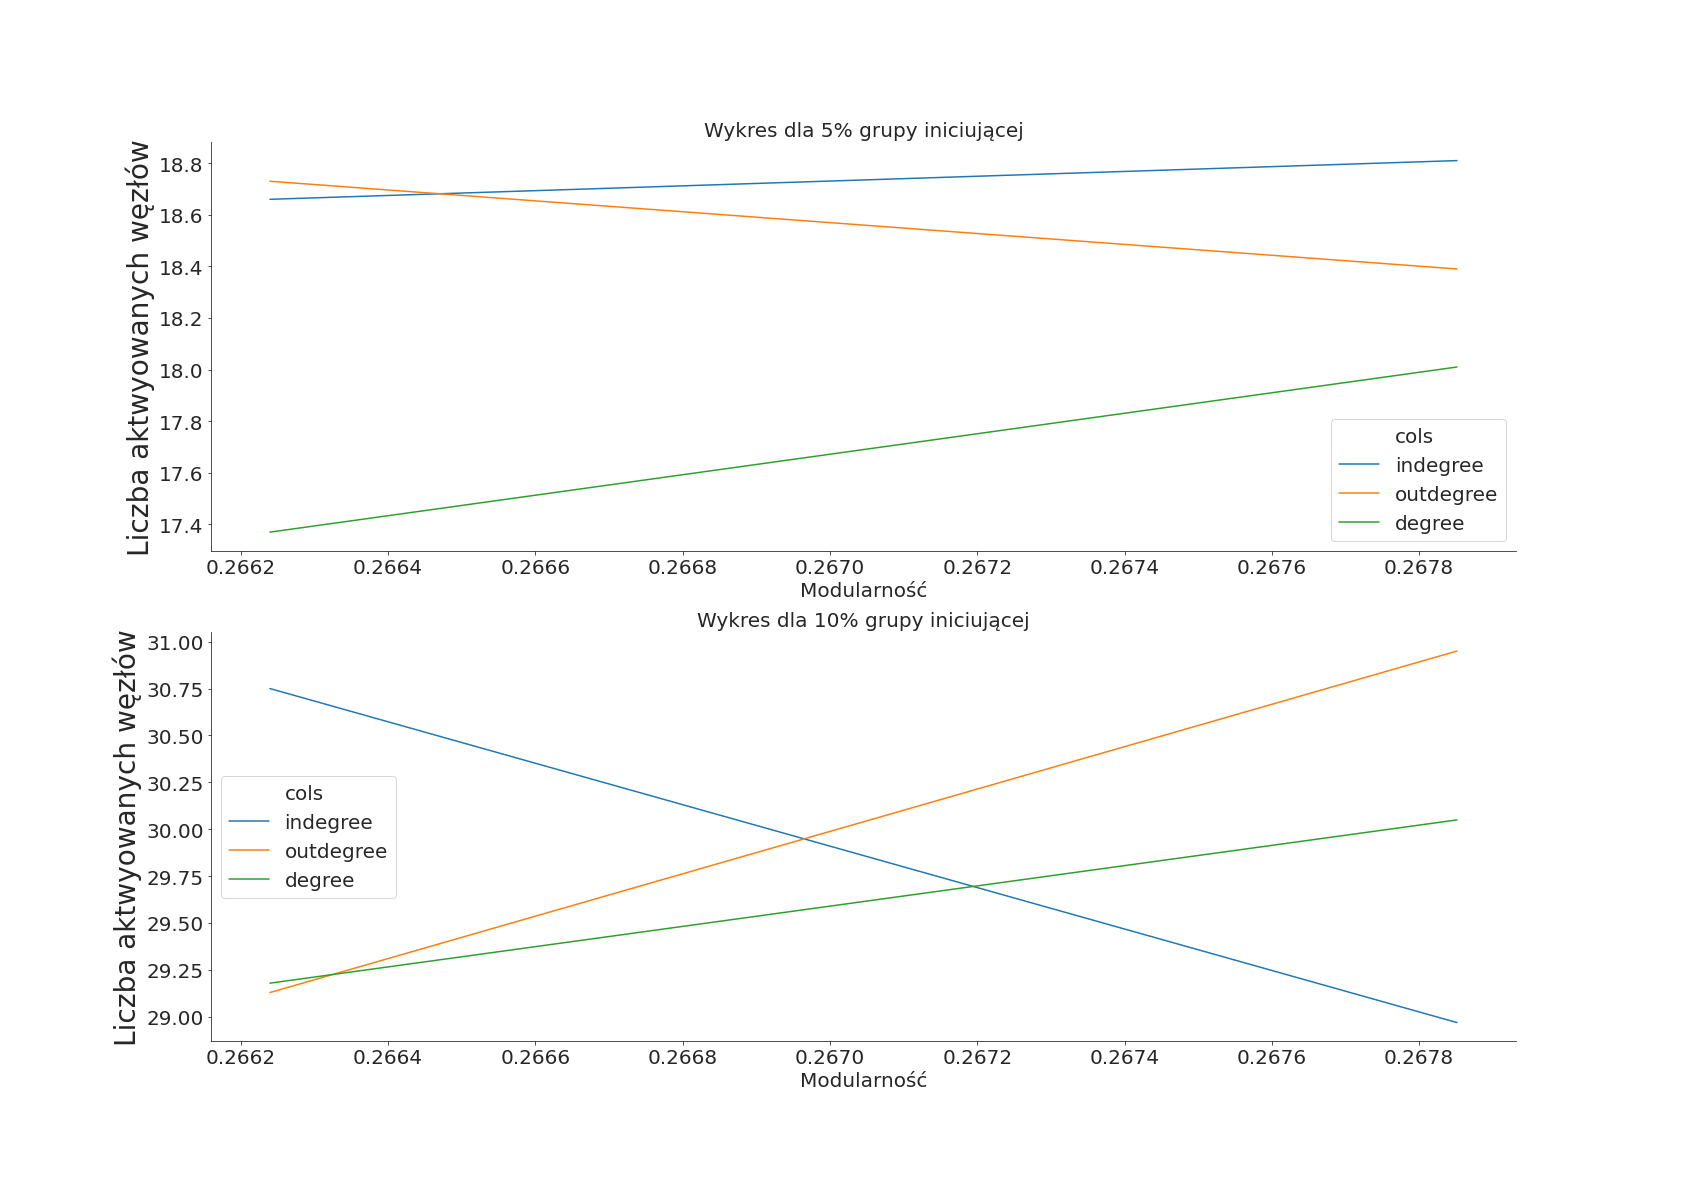 Wykres dla 5% grupy iniciującej
Liczba aktwyowanych węzłów
18.8
18.6
18.4
18.2
18.0
17.8
17.6
17.4
cols
indegree
outdegree
degree
0.2662 0.2664 0.2666 0.2668 0.2670 0.2672 0.2674 0.2676 0.2678
Modularność
Wykres dla 10% grupy iniciującej
Liczba aktwyowanych węzłów
31.00
30.75
30.50
30.25
30.00
29.75
29.50
29.25
29.00
cols
indegree
outdegree
degree
0.2662 0.2664 0.2666 0.2668 0.2670 0.2672 0.2674 0.2676 0.2678
Modularność